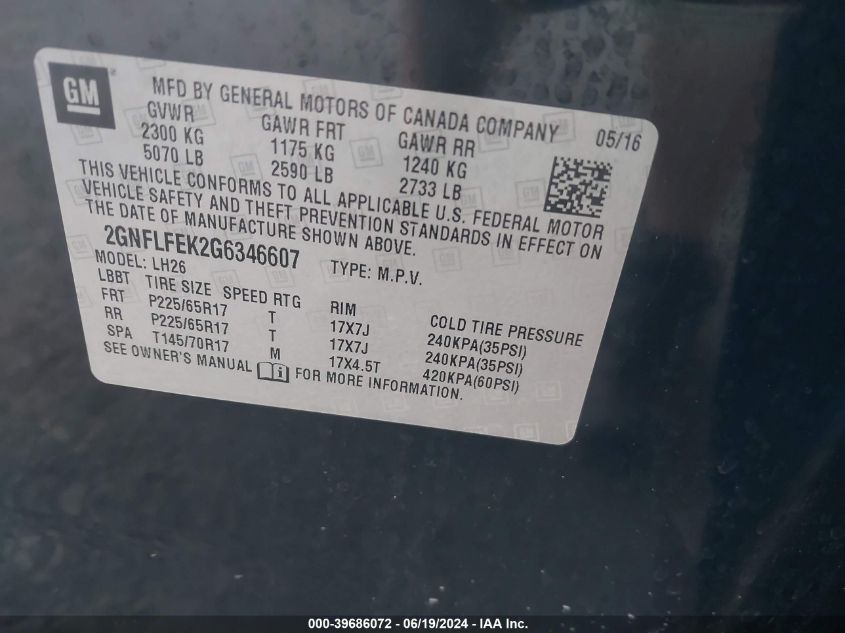 GM
MFD BY GENERAL MOTORS OF CANADA COMPANY 05/16
GVWR GAWR FRT GAWR RR
2300 KG 1175 KG 1240 KG
5070 LB 2590 LB 2733 LB
THIS VEHICLE CONFORMS TO ALL APPLICABLE U.S. FEDERAL MOTOR
VEHICLE SAFETY AND THEFT PREVENTION STANDARDS IN EFFECT ON
THE DATE OF MANUFACTURE SHOWN ABOVE.
2GNFLFEK2G6346607 TYPE: M.P.V.
MODEL: LH26
LBBT TIRE SIZE SPEED RTG RIM COLD TIRE PRESSURE
FRT P225/65R17 T 17X7J 240KPA(35PSI)
RR P225/65R17 T 17X7J 240KPA(35PSI)
SPA T145/70R17 M 17X4.5T 420KPA(60PSI)
SEE OWNER'S MANUAL FOR MORE INFORMATION.
000-39686072 - 06/19/2024 - IAA Inc.